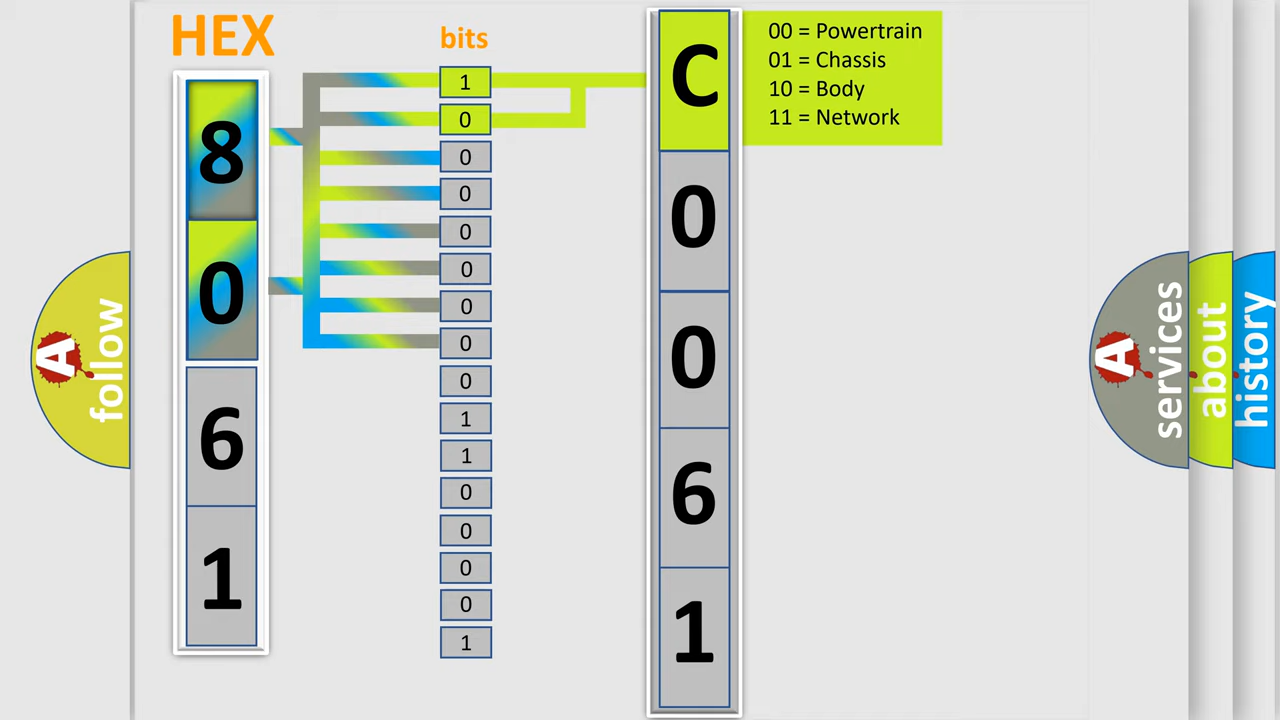 HEX
bits
8
0
6
1
1
0
0
0
0
0
0
0
0
1
1
0
0
0
0
1
C
0
0
6
1
00 = Powertrain
01 = Chassis
10 = Body
11 = Network
A
follow
A
services
about
history